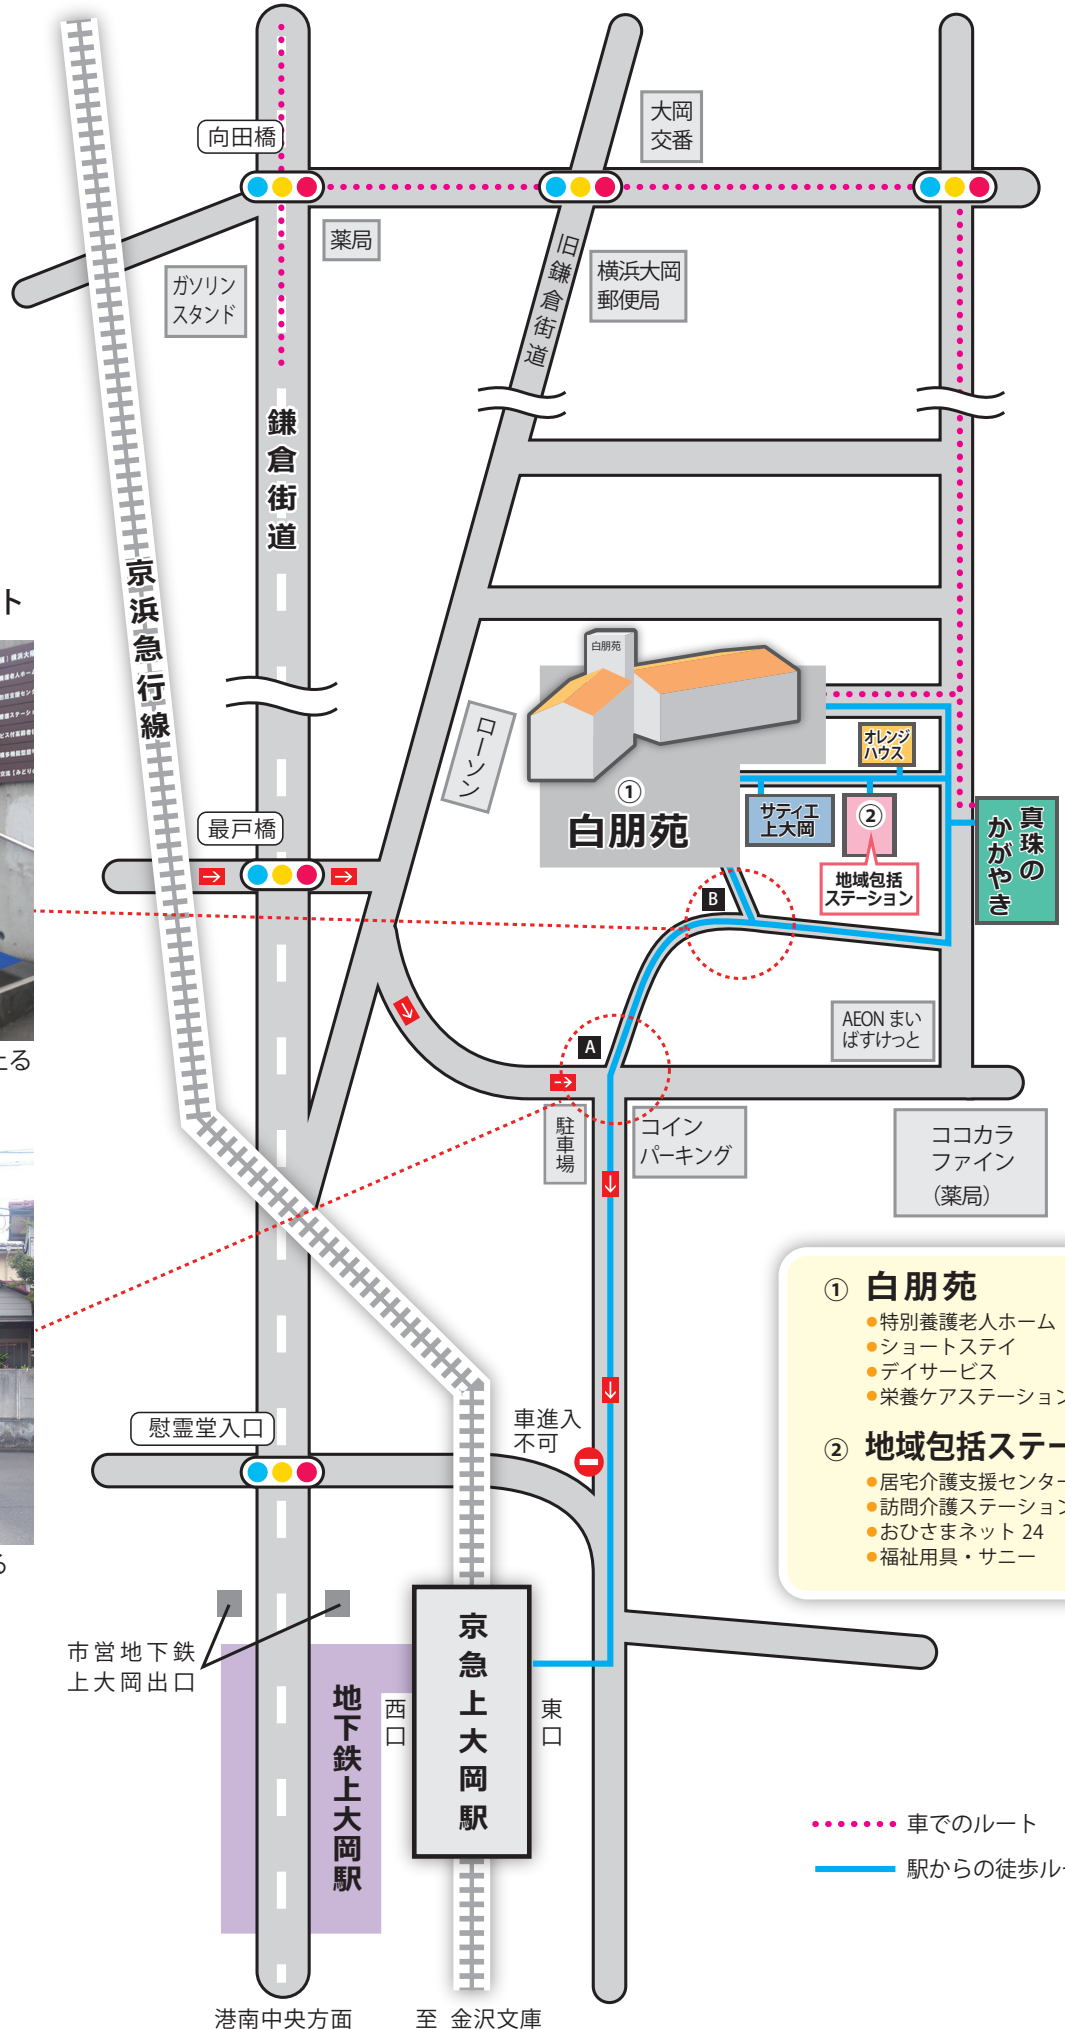 向田橋
大岡
交番
薬局
ガソリン
スタンド
旧鎌倉街道
横浜大岡
郵便局
鎌倉街道
京浜急行線
ト
白朋苑
ローソン
オレンジ
ハウス
①
白朋苑
サティエ
上大岡
②
地域包括
ステーション
真珠の
かがやき
最戸橋
B
A
AEON まい
ばすけっと
上る
駐車場
コイン
パーキング
ココカラ
ファイン
（薬局）
① 白朋苑
●特別養護老人ホーム
●ショートステイ
●デイサービス
●栄養ケアステーション
② 地域包括ステー
●居宅介護支援センター
●訪問介護ステーション
●おひさまネット 24
●福祉用具・サニー
車進入
不可
慰霊堂入口
る
市営地下鉄
上大岡出口
地下鉄上大岡駅
西口
京急上大岡駅
東口
車でのルート
駅からの徒歩ル
港南中央方面
至 金沢文庫